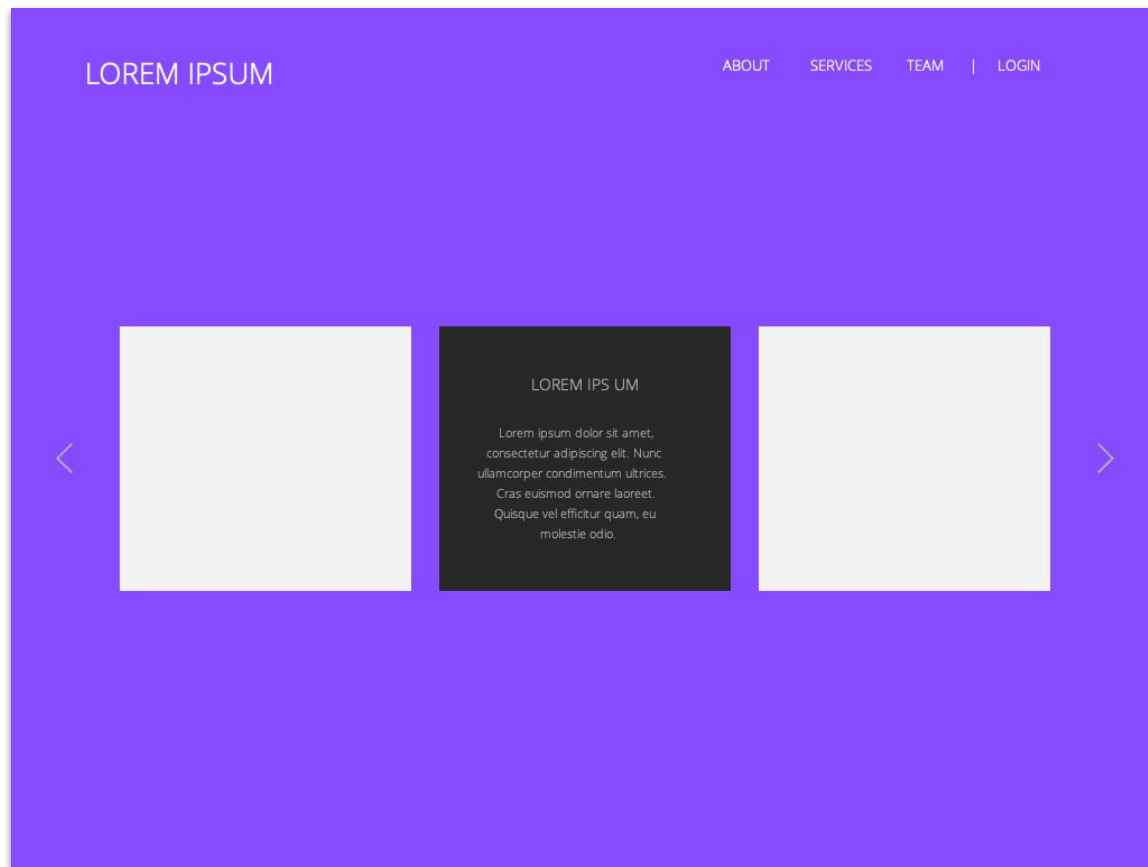 LOREM IPSUM
ABOUT SERVICES TEAM | LOGIN
LOREM IPS UM
Lorem ipsum dolor sit amet,
consectetur adipiscing elit. Nunc
ullamcorper condimentum ultrices.
Cras euismod ornare laoreet.
Quisque vel efficitur quam, eu
molestie odio.